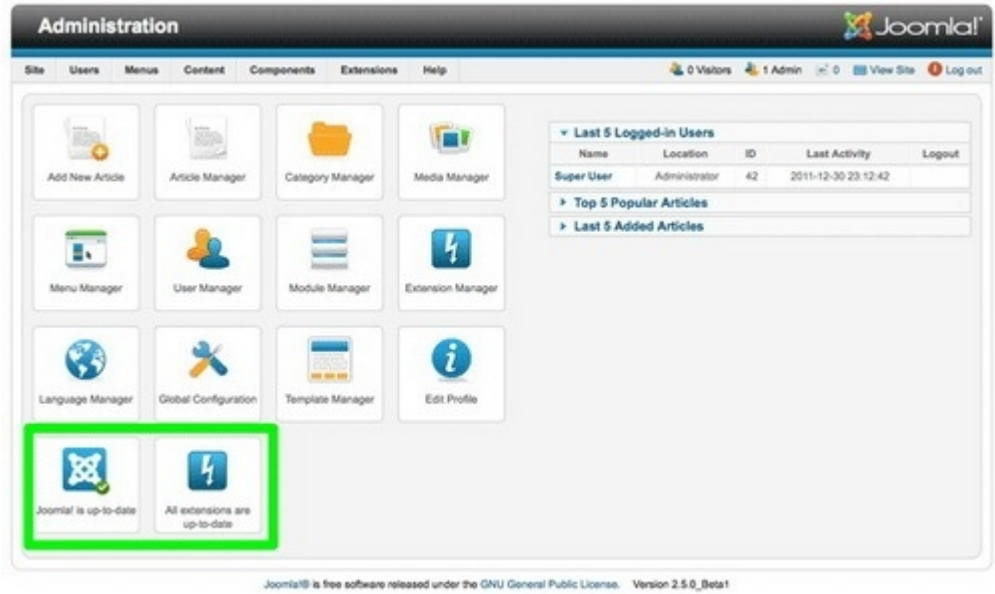 Administration
Joomla!
Site Users Menus Content Components Extensions Help
0 Visitors 1 Admin 0 View Site Log out
Add New Article
Article Manager
Category Manager
Media Manager
Last 5 Logged-in Users
Name Location ID Last Activity Logout
Super User Administrator 42 2011-12-30 23:12:42
Top 5 Popular Articles
Last 5 Added Articles
Menu Manager
User Manager
Module Manager
Extension Manager
Language Manager
Global Configuration
Template Manager
Edit Profile
Joomla! is up-to-date
All extensions are
up-to-date
Joomla!® is free software released under the GNU General Public License. Version 2.5.0_Beta1